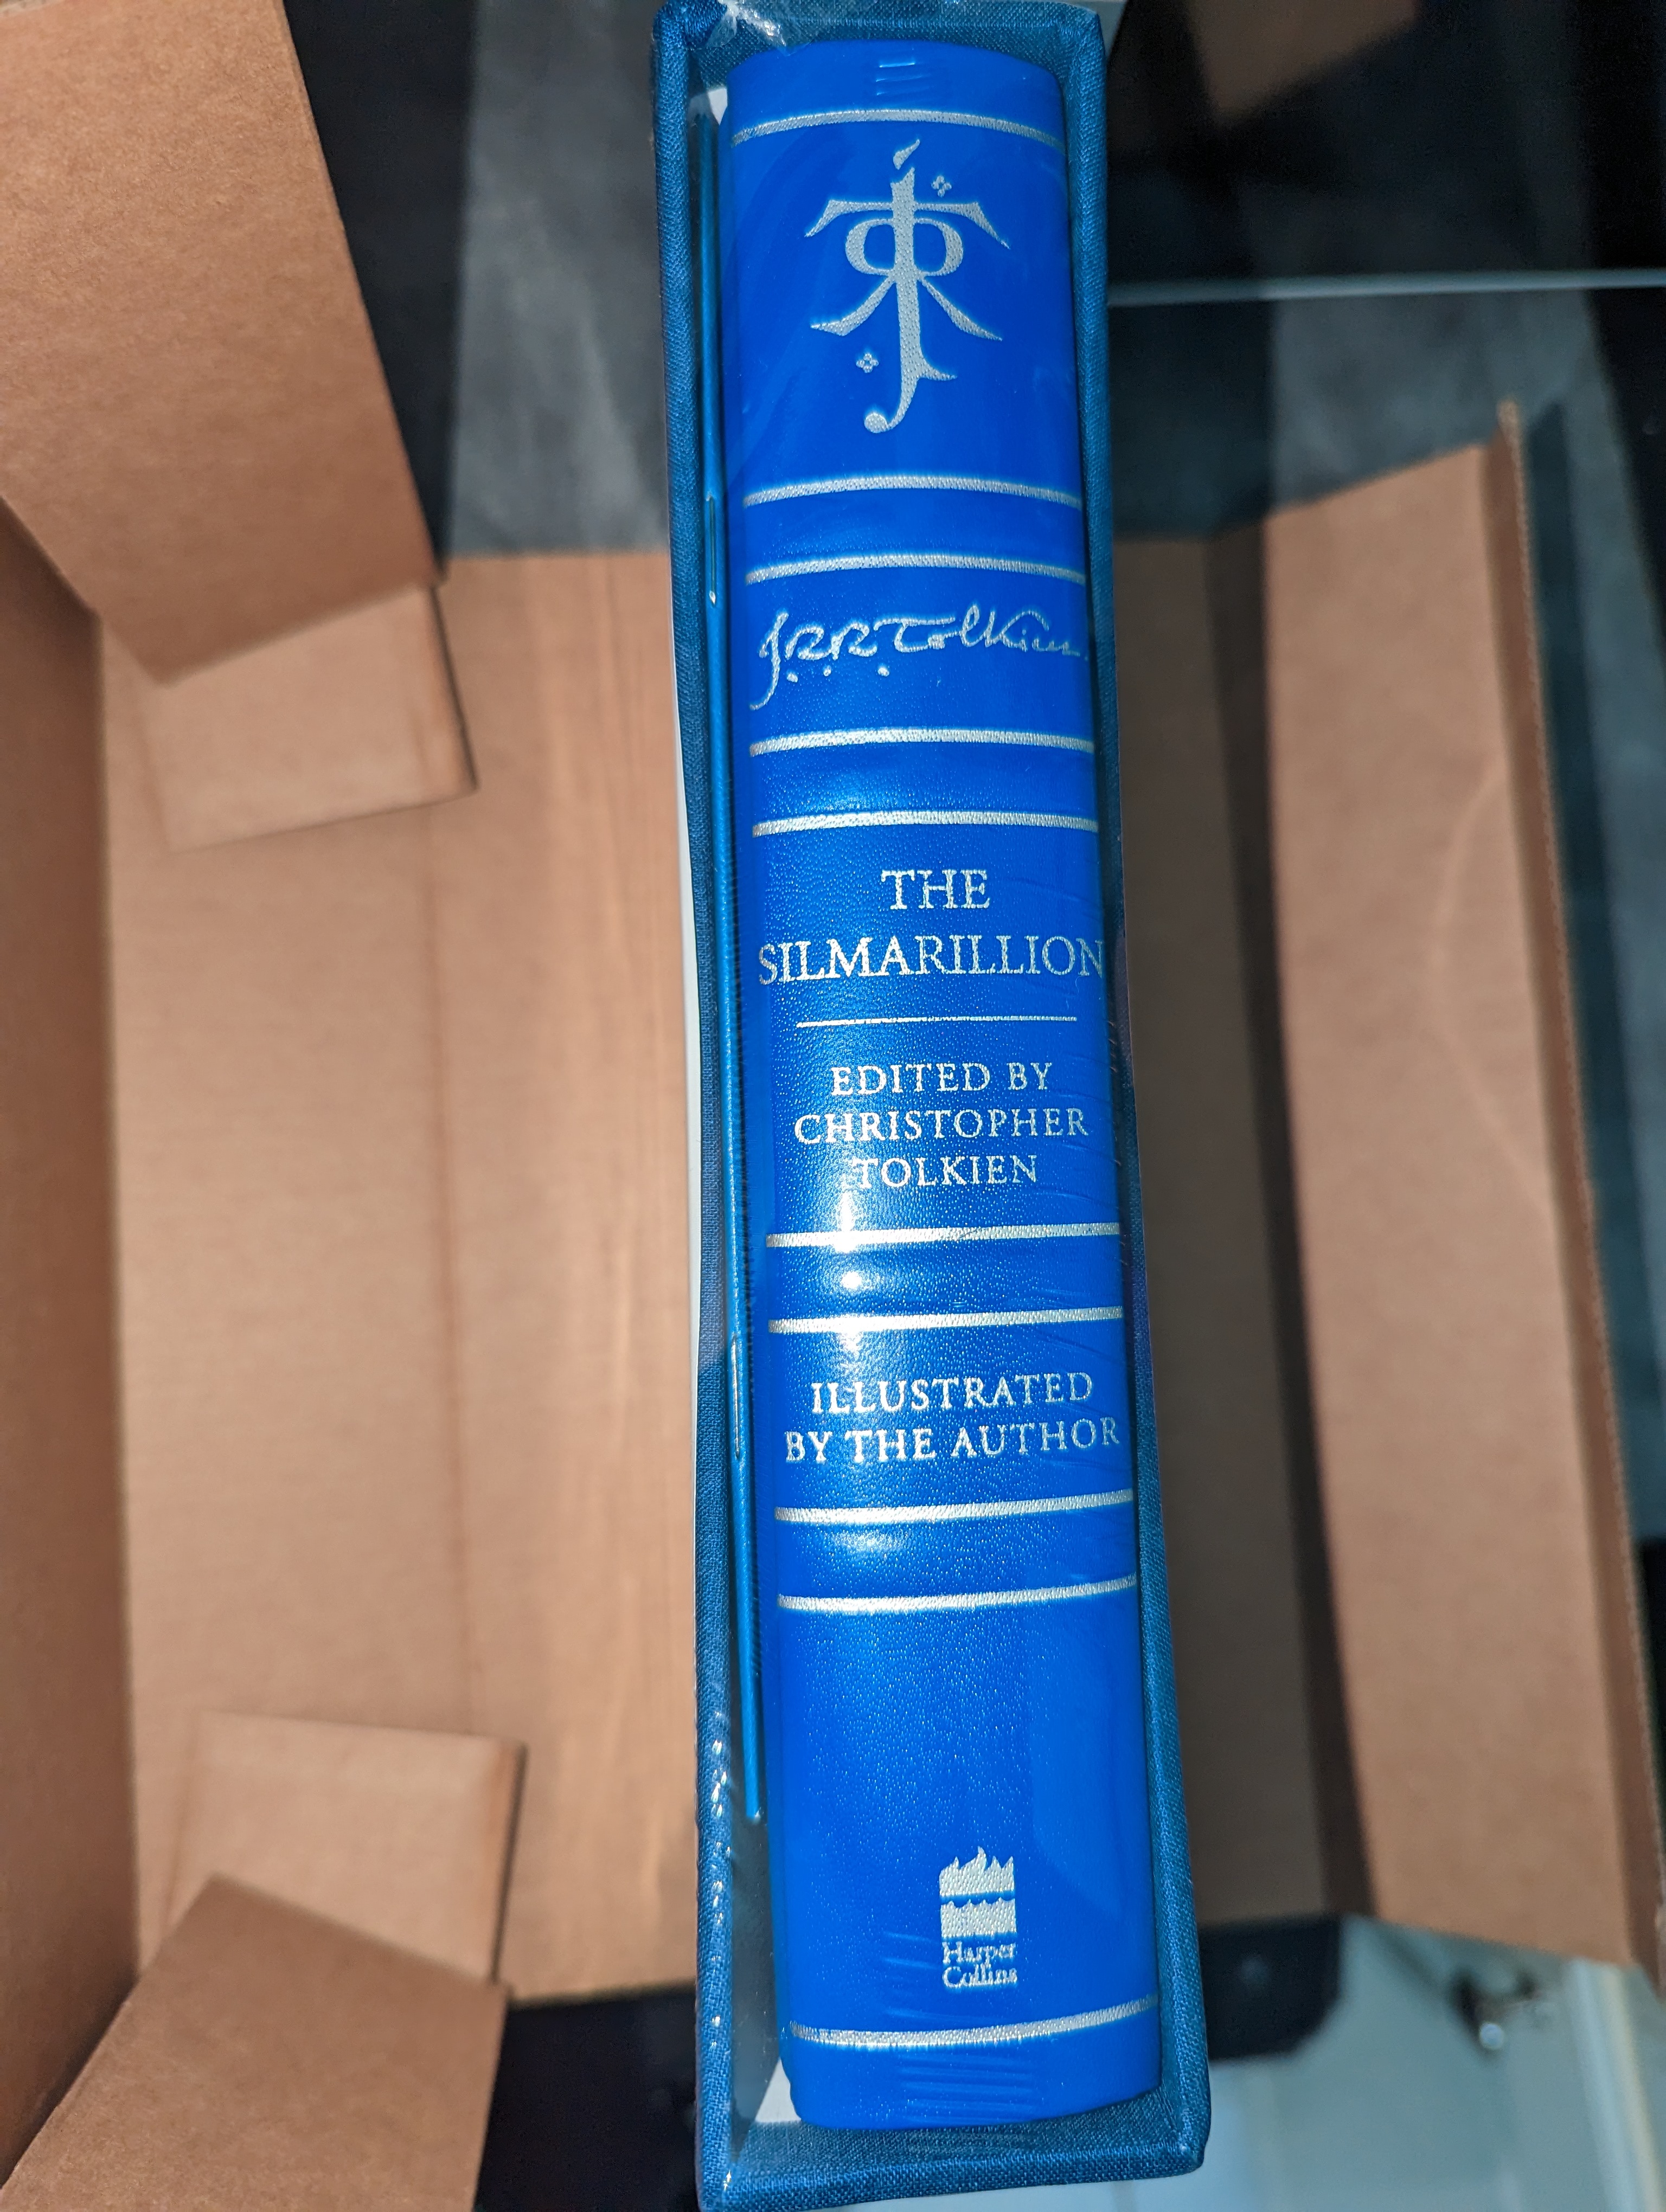 J.R.R. Tolkien.
THE
SILMARILLION
EDITED BY
CHRISTOPHER
TOLKIEN
ILLUSTRATED
BY THE AUTHOR
Harper
Collins